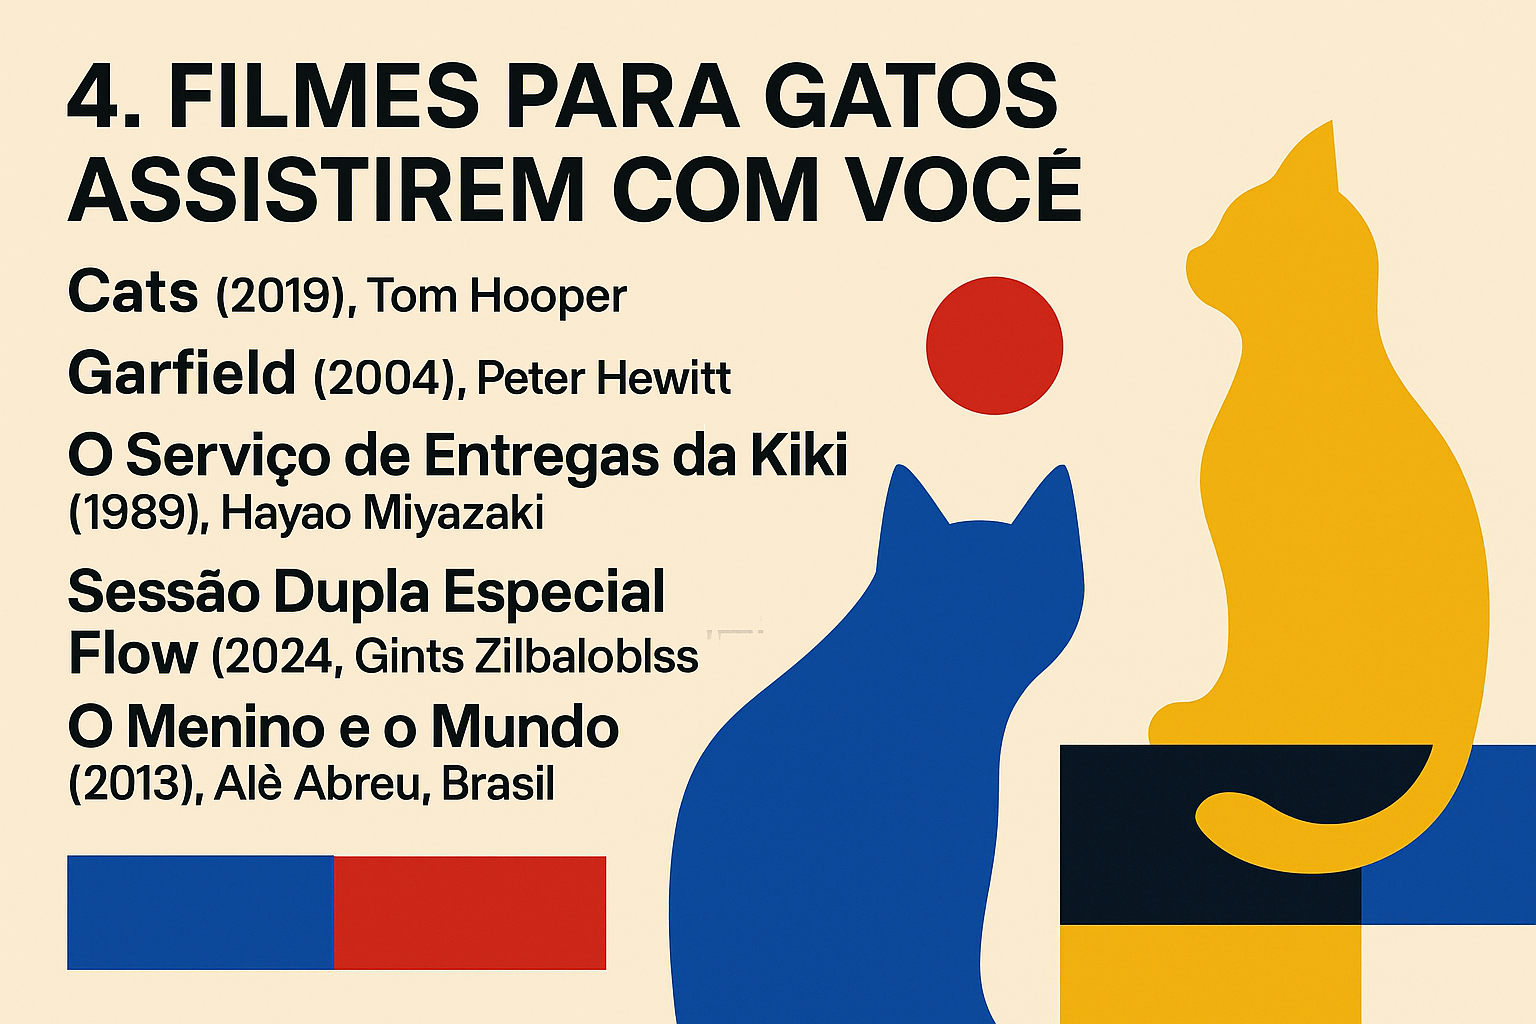 4. FILMES PARA GATOS
ASSISTIREM COM VOCÉ
Cats (2019), Tom Hooper
Garfield (2004), Peter Hewitt
O Serviço de Entregas da Kiki
(1989), Hayao Miyazaki
Sessão Dupla Especial
Flow (2024, Gints Zilbaloblss
O Menino e o Mundo
(2013), Alè Abreu, Brasil